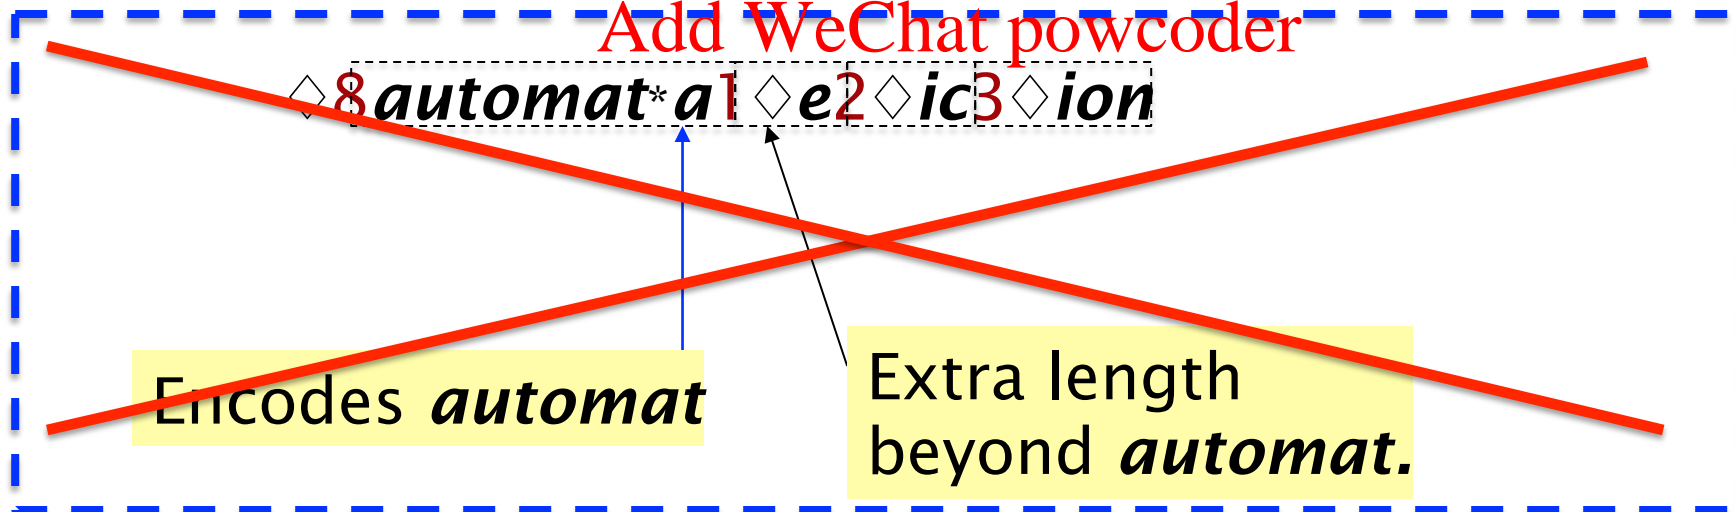 Add WeChat powcoder
◇8automat*a1◇e2◇ic3◇ion
Encodes automat
Extra length
beyond automat.